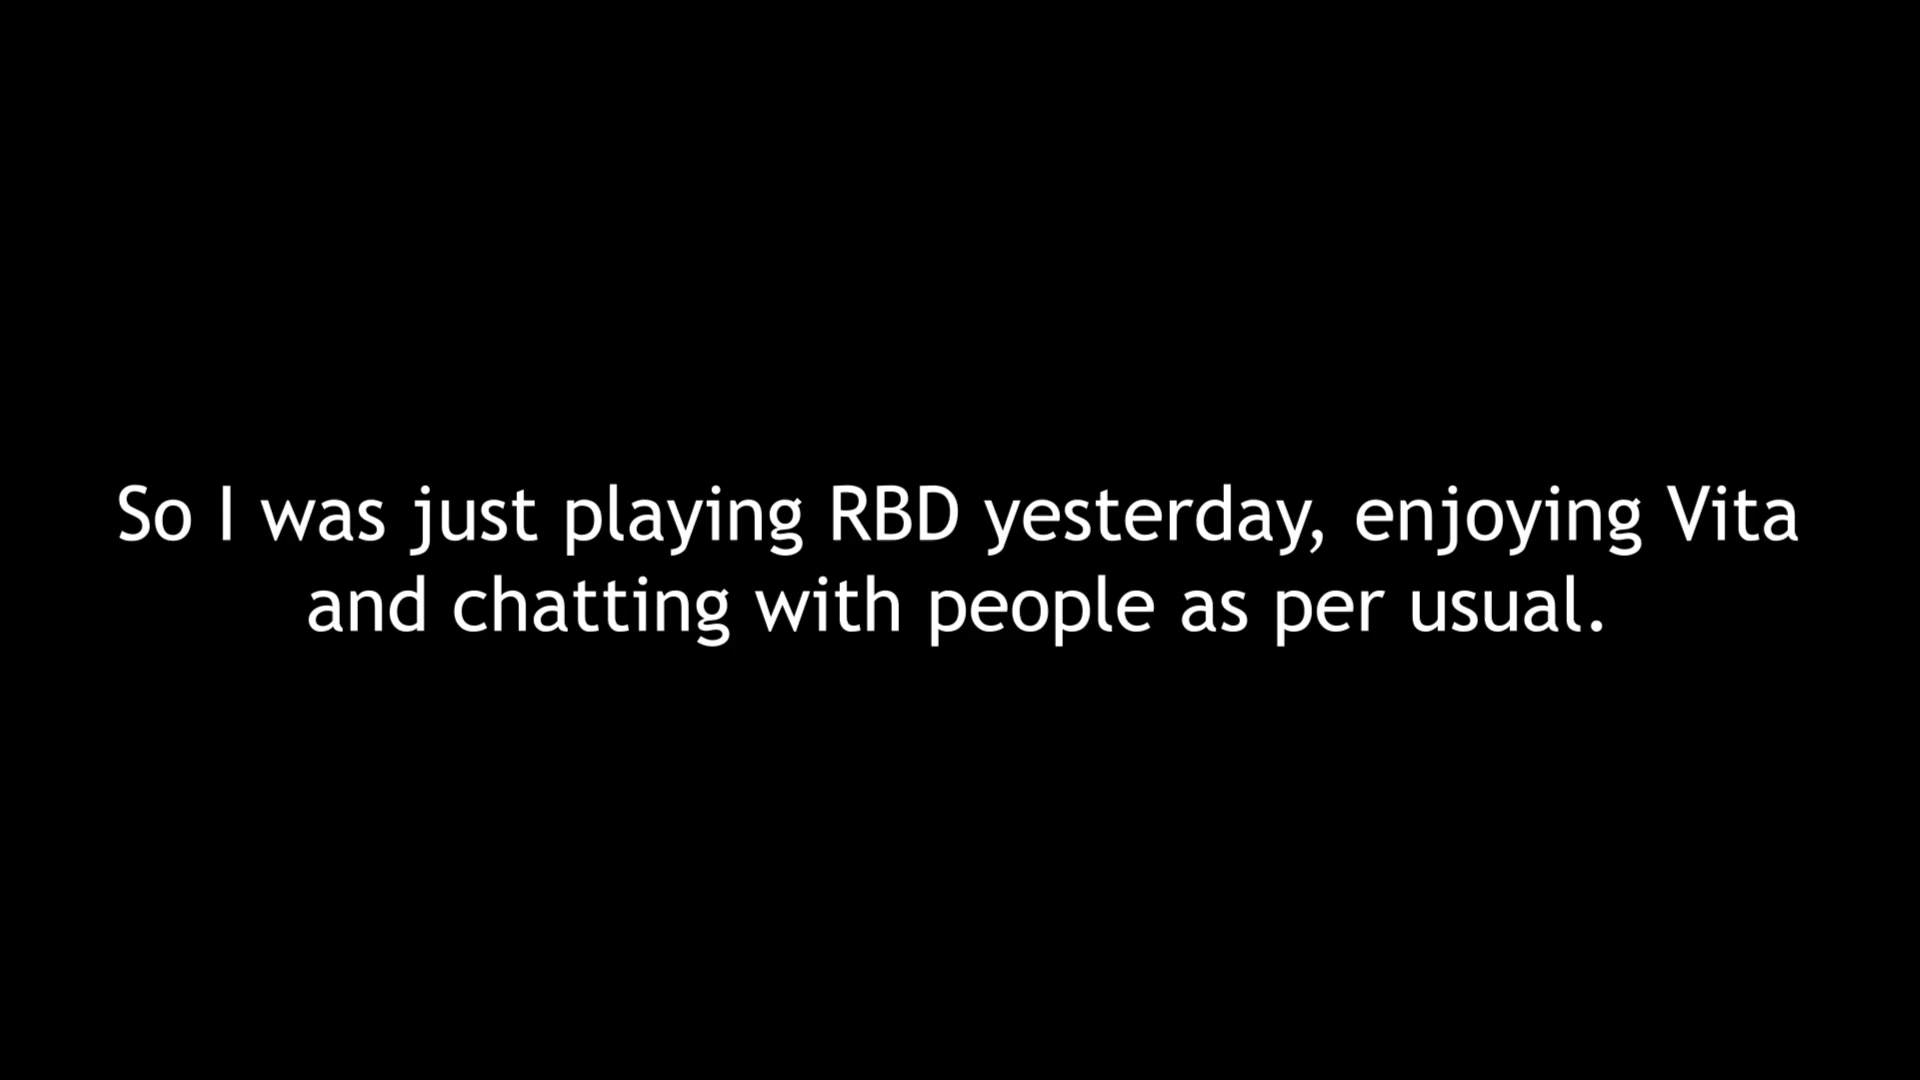 So I was just playing RBD yesterday, enjoying Vita
and chatting with people as per usual.